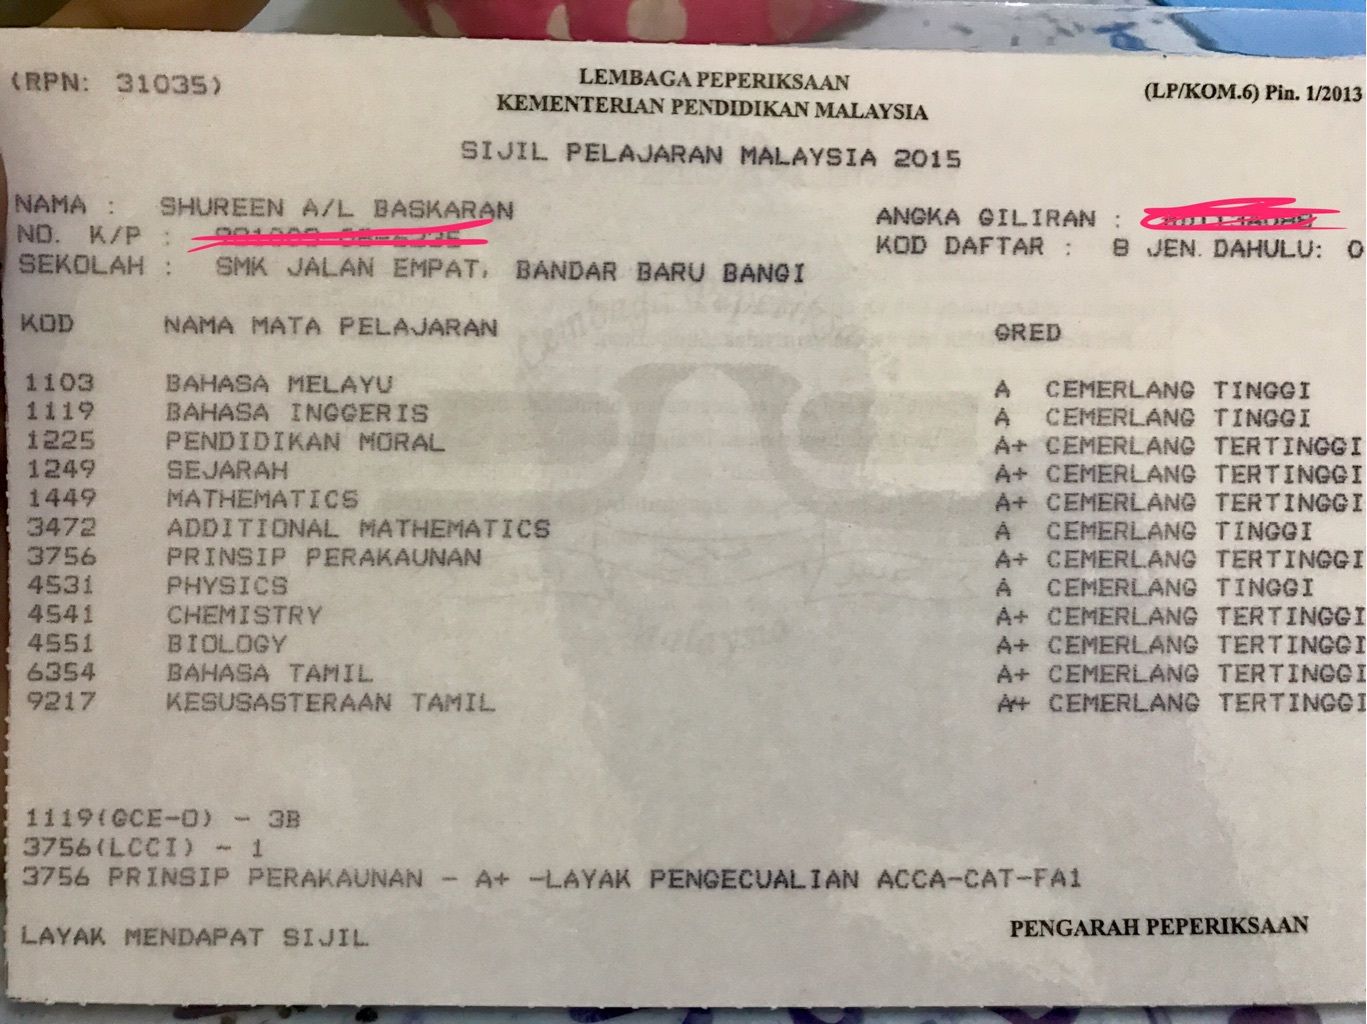 (RPN: 31035)
LEMBAGA PEPERIKSAAN
KEMENTERIAN PENDIDIKAN MALAYSIA
(LP/KOM.6) Pin. 1/2013
SIJIL PELAJARAN MALAYSIA 2015
NAMA : SHUREEN A/L BASKARAN
ANGKA GILIRAN :
NO. K/P :
KOD DAFTAR : B JEN. DAHULU: 0
SEKOLAH : SMK JALAN EMPAT, BANDAR BARU BANGI
KOD NAMA MATA PELAJARAN GRED
1103 BAHASA MELAYU A CEMERLANG TINGGI
1119 BAHASA INGGERIS A CEMERLANG TINGGI
1225 PENDIDIKAN MORAL A+ CEMERLANG TERTINGGI
1249 SEJARAH A+ CEMERLANG TERTINGGI
1449 MATHEMATICS A+ CEMERLANG TERTINGGI
3472 ADDITIONAL MATHEMATICS A CEMERLANG TINGGI
3756 PRINSIP PERAKAUNAN A+ CEMERLANG TERTINGGI
4531 PHYSICS A CEMERLANG TINGGI
4541 CHEMISTRY A+ CEMERLANG TERTINGGI
4551 BIOLOGY A+ CEMERLANG TERTINGGI
6354 BAHASA TAMIL A+ CEMERLANG TERTINGGI
9217 KESUSASTERAAN TAMIL A+ CEMERLANG TERTINGGI
1119(GCE-O) - 3B
3756(LCCI) - 1
3756 PRINSIP PERAKAUNAN - A+ -LAYAK PENGECUALIAN ACCA-CAT-FA1
LAYAK MENDAPAT SIJIL
PENGARAH PEPERIKSAAN